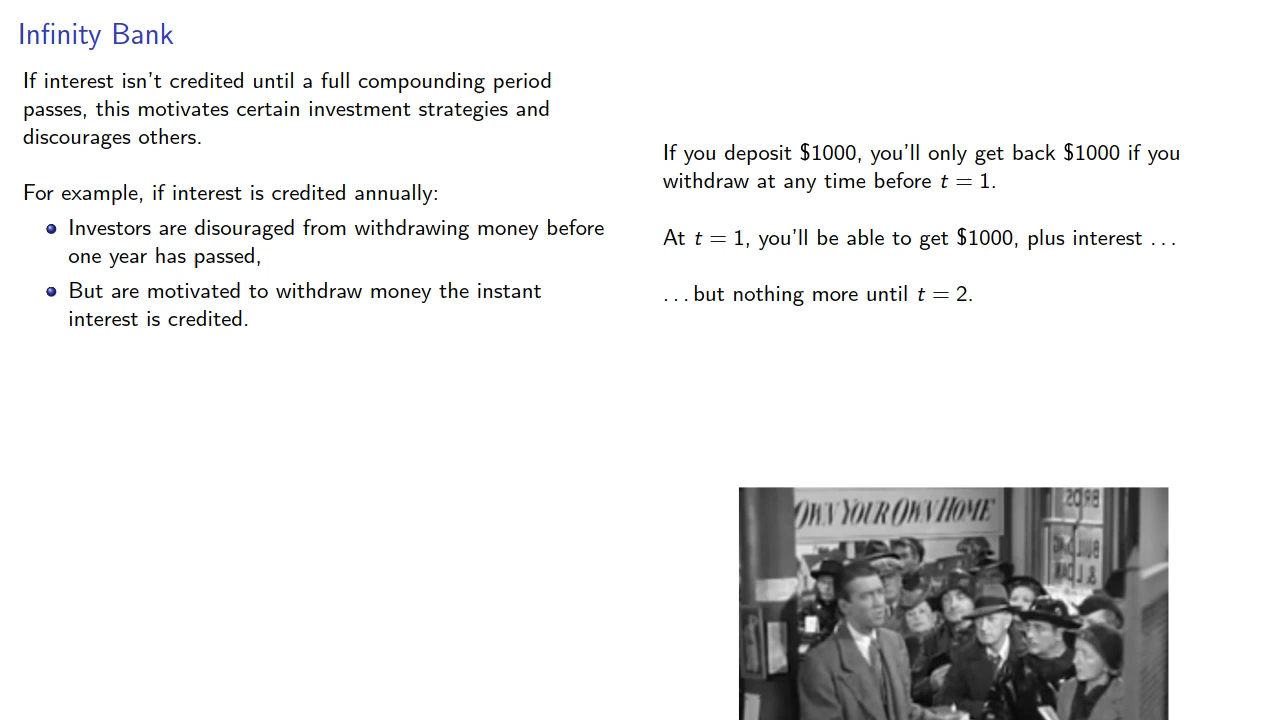 Infinity Bank
If interest isn't credited until a full compounding period
passes, this motivates certain investment strategies and
discourages others.
For example, if interest is credited annually:
Investors are disouraged from withdrawing money before
one year has passed,
But are motivated to withdraw money the instant
interest is credited.
If you deposit $1000, you'll only get back $1000 if you
withdraw at any time before t = 1.
At t = 1, you'll be able to get $1000, plus interest ...
...but nothing more until t = 2.
OWN YOUR OWN HOME
BROS
BUILDING
& LOAN